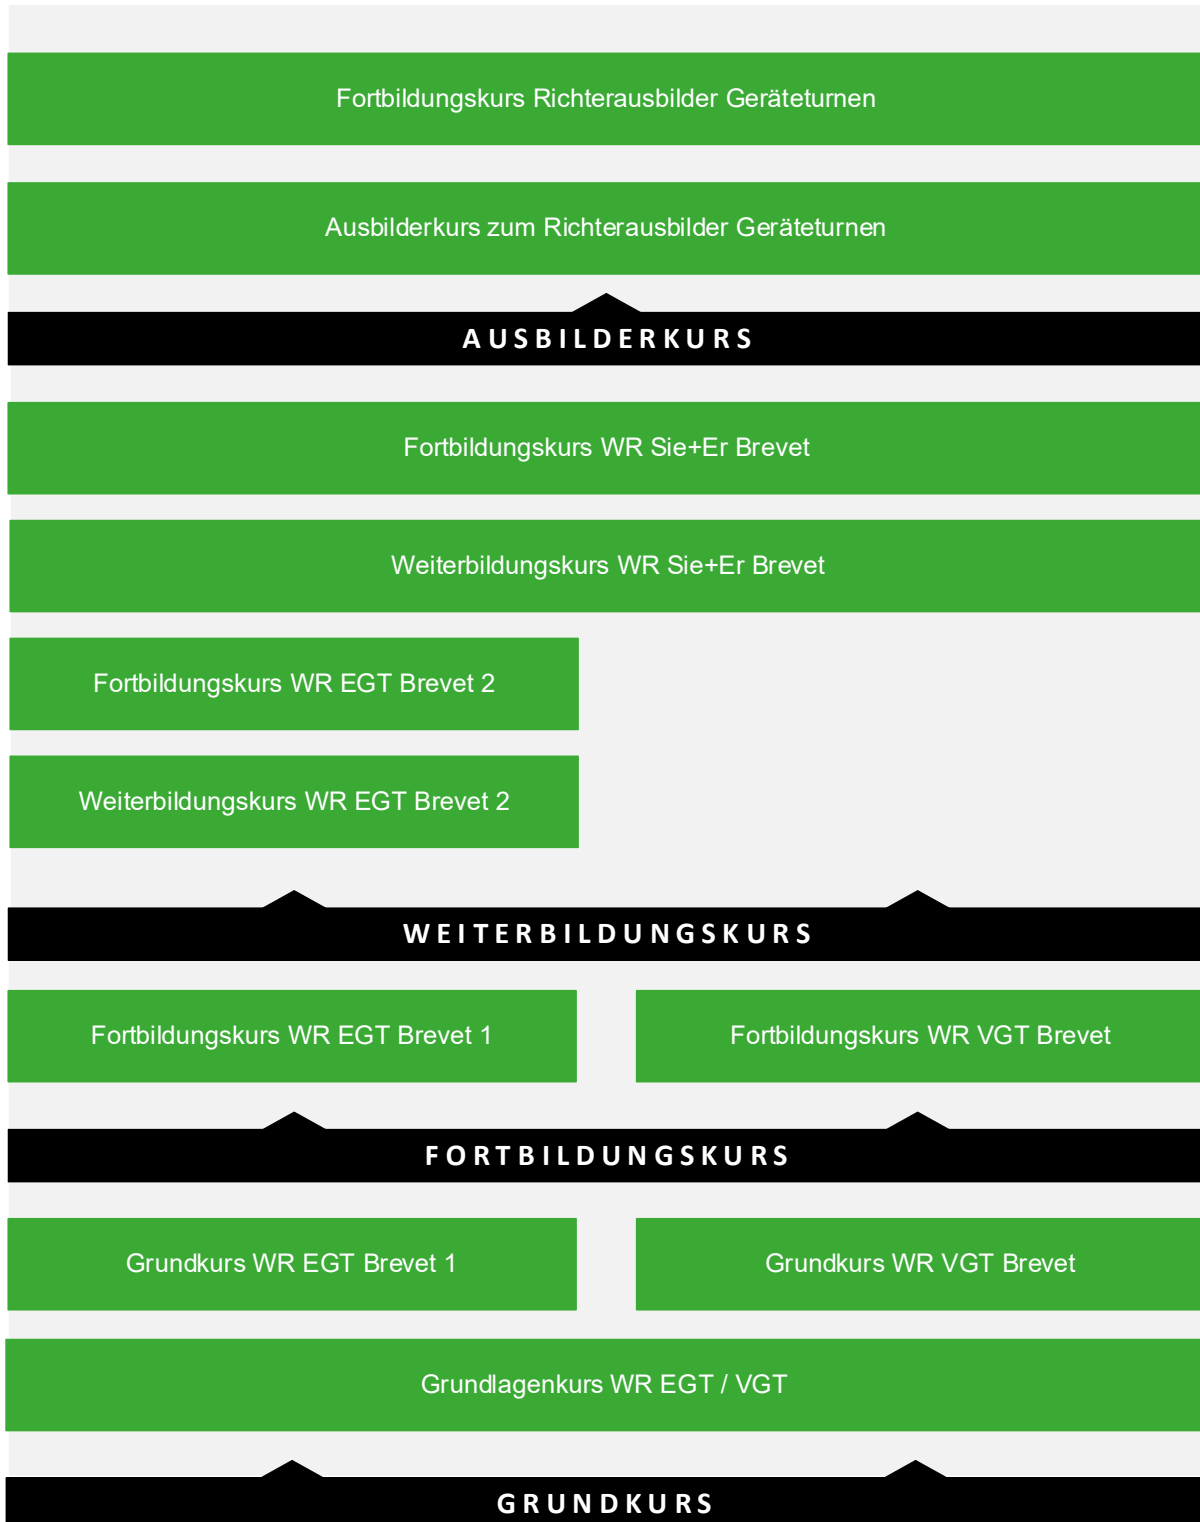 Fortbildungskurs Richterausbilder Geräteturnen
Ausbilderkurs zum Richterausbilder Geräteturnen
AUSBILDERKURS
Fortbildungskurs WR Sie+Er Brevet
Weiterbildungskurs WR Sie+Er Brevet
Fortbildungskurs WR EGT Brevet 2
Weiterbildungskurs WR EGT Brevet 2
WEITERBILDUNGSKURS
Fortbildungskurs WR EGT Brevet 1
Fortbildungskurs WR VGT Brevet
FORTBILDUNGSKURS
Grundkurs WR EGT Brevet 1
Grundkurs WR VGT Brevet
Grundlagenkurs WR EGT / VGT
GRUNDKURS